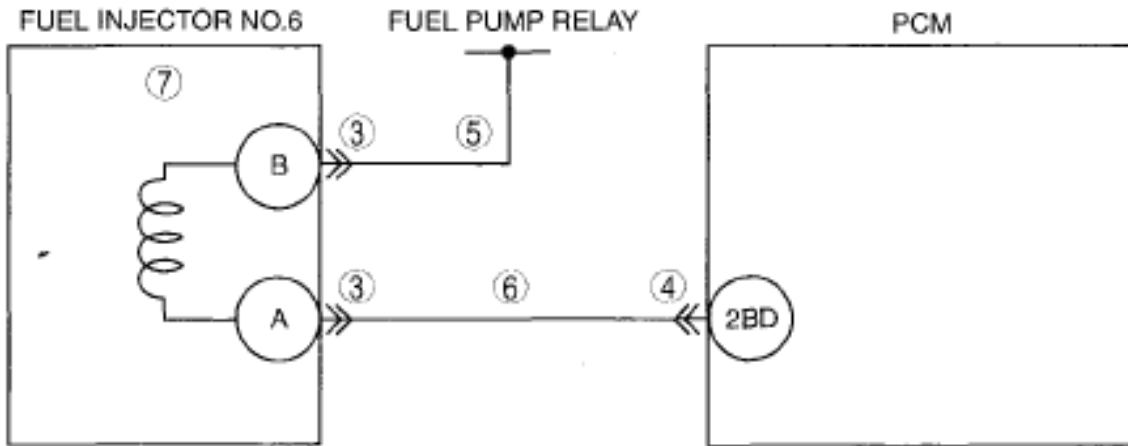 FUEL INJECTOR NO.6 FUEL PUMP RELAY PCM
⑦
B ③ ⑤
A ③ ⑥ ④ 2BD